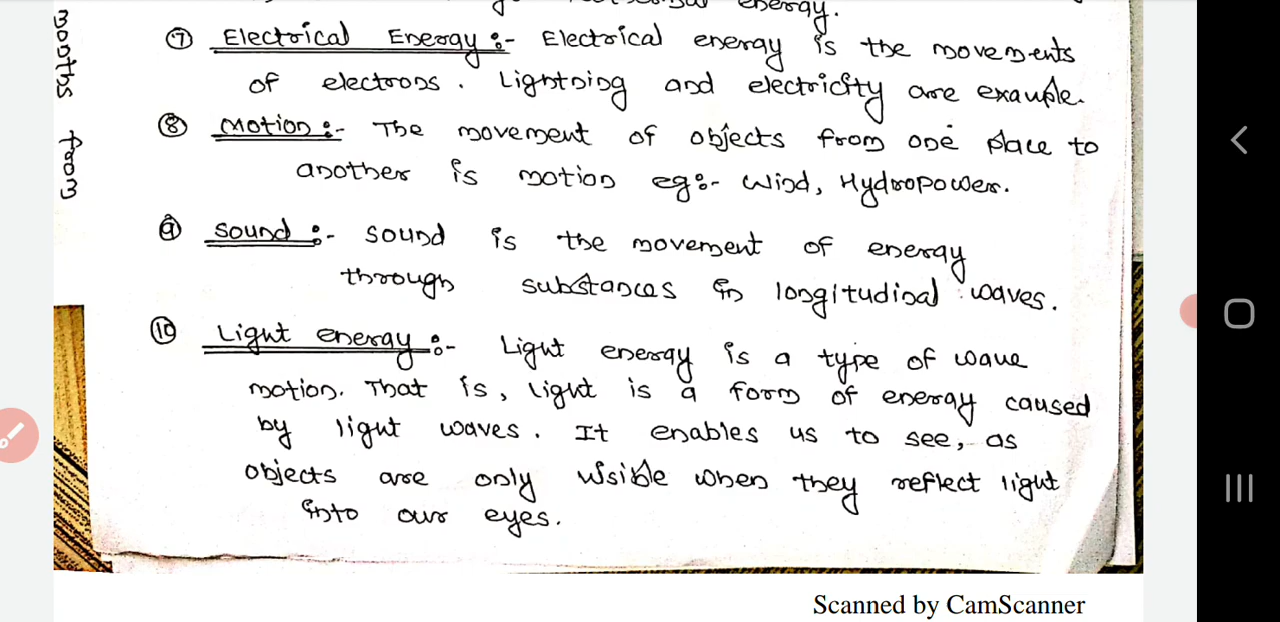 energy.
⑦ Electrical Energy:- Electrical energy is the movements
of electrons. Lightning and electricity are example.
⑧ Motion:- The movement of objects from one place to
another is motion eg:- Wind, Hydropower.
⑨ Sound:- Sound is the movement of energy
through substances in longitudinal waves.
⑩ Light energy:- Light energy is a type of wave
motion. That is, light is a form of energy caused
by light waves. It enables us to see, as
objects are only visible when they reflect light
into our eyes.
months from
Scanned by CamScanner